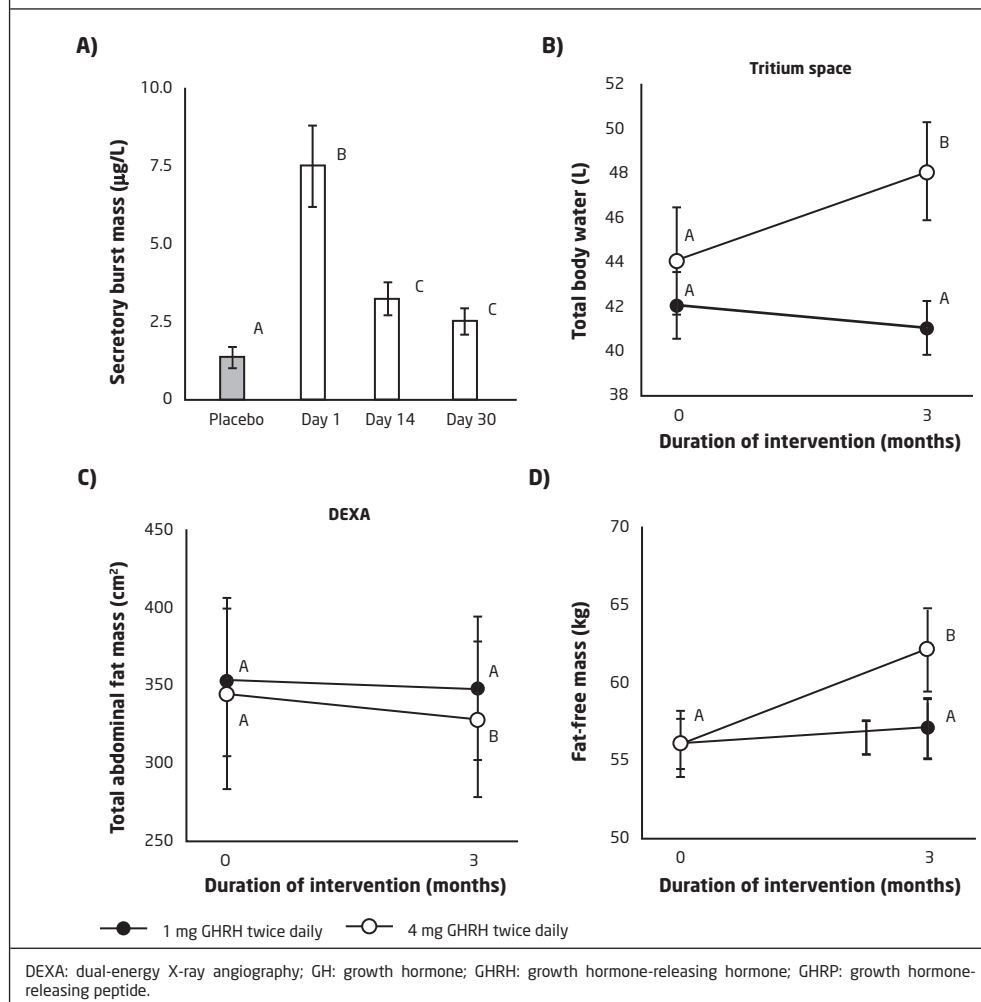 A)
Secretory burst mass (µg/L)
10.0
7.5
5.0
2.5
0
A
B
C
C
Placebo Day 1 Day 14 Day 30
B)
Tritium space
Total body water (L)
52
50
48
46
44
42
40
38
A
A
B
A
0 3
Duration of intervention (months)
C)
DEXA
Total abdominal fat mass (cm²)
450
400
350
300
250
A
A
A
B
0 3
Duration of intervention (months)
D)
Fat-free mass (kg)
70
65
60
55
50
A
B
A
0 3
Duration of intervention (months)
1 mg GHRH twice daily 4 mg GHRH twice daily
DEXA: dual-energy X-ray angiography; GH: growth hormone; GHRH: growth hormone-releasing hormone; GHRP: growth hormone-
releasing peptide.